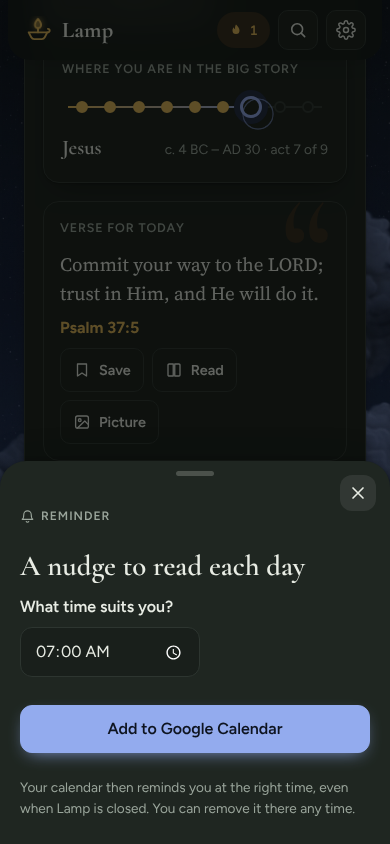 Lamp
1
WHERE YOU ARE IN THE BIG STORY
Jesus
c. 4 BC – AD 30 · act 7 of 9
VERSE FOR TODAY
Commit your way to the LORD;
trust in Him, and He will do it.
Psalm 37:5
Save
Read
Picture
REMINDER
A nudge to read each day
What time suits you?
07:00 AM
Add to Google Calendar
Your calendar then reminds you at the right time, even
when Lamp is closed. You can remove it there any time.